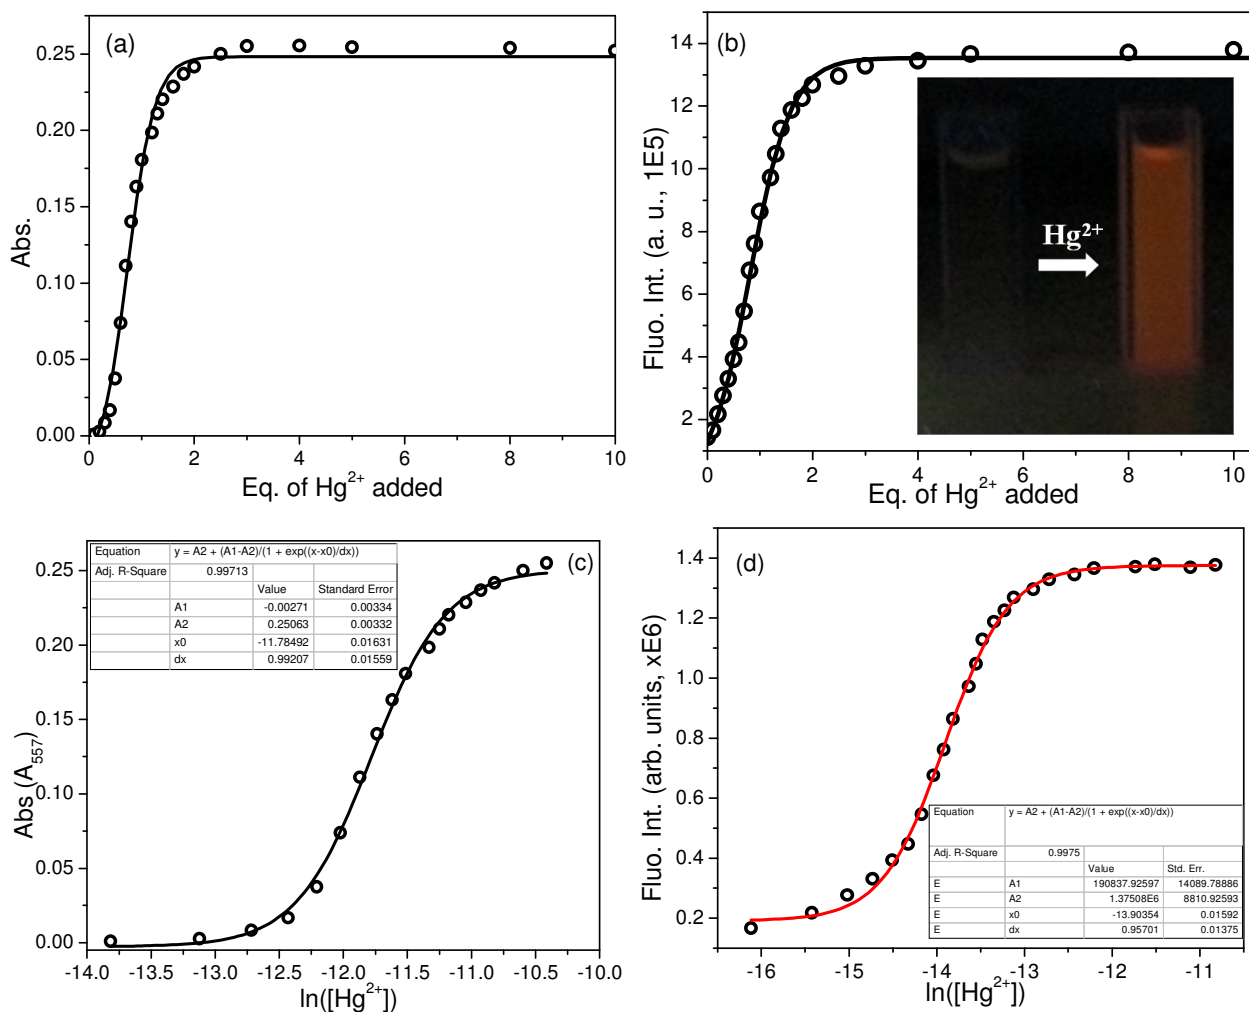 (a)
0.25
0.20
0.15
0.10
0.05
0.00
Abs.
0 2 4 6 8 10
Eq. of Hg²⁺ added
(b)
14
12
10
8
6
4
2
Fluo. Int. (a. u., 1E5)
Hg²⁺
0 2 4 6 8 10
Eq. of Hg²⁺ added
(c)
Equation y = A2 + (A1-A2)/(1 + exp((x-x0)/dx))
Adj. R-Square 0.99713
Value Standard Error
A1 -0.00271 0.00334
A2 0.25063 0.00332
x0 -11.78492 0.01631
dx 0.99207 0.01559
0.25
0.20
0.15
0.10
0.05
0.00
Abs (A₅₅₇)
-14.0 -13.5 -13.0 -12.5 -12.0 -11.5 -11.0 -10.5 -10.0
ln([Hg²⁺])
(d)
1.4
1.2
1.0
0.8
0.6
0.4
0.2
Fluo. Int. (arb. units, xE6)
Equation y = A2 + (A1-A2)/(1 + exp((x-x0)/dx))
Adj. R-Square 0.9975
Value Std. Err.
E A1 190837.92597 14089.78886
E A2 1.37508E6 8810.92593
E x0 -13.90354 0.01592
E dx 0.95701 0.01375
-16 -15 -14 -13 -12 -11
ln([Hg²⁺])